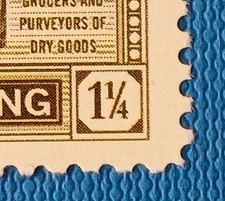 GROCERS AND
PURVEYORS OF
DRY GOODS
NG 1¼